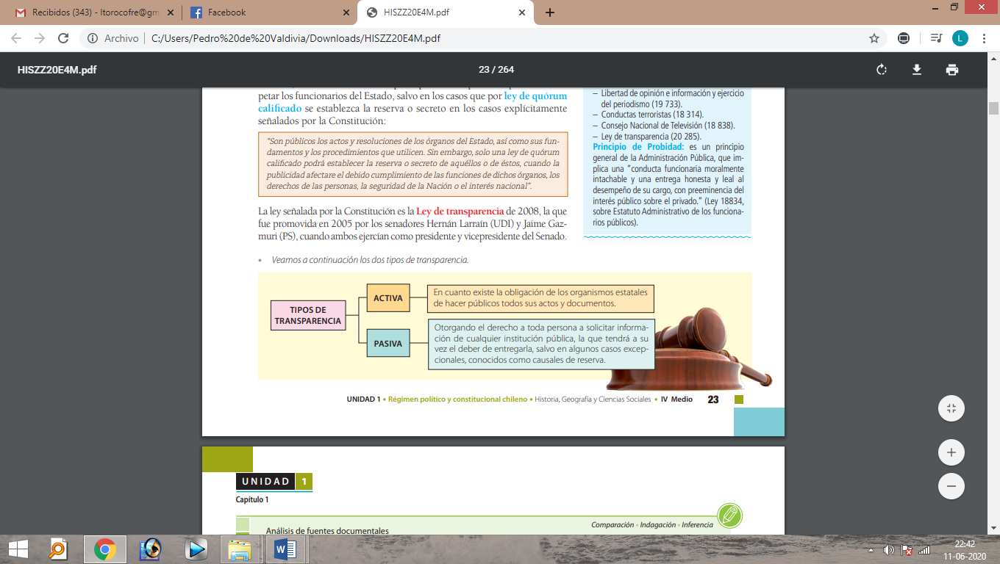 Recibidos (343) - ltorocofre@gm
Facebook
HISZZ20E4M.pdf
Archivo
C:/Users/Pedro%20de%20Valdivia/Downloads/HISZZ20E4M.pdf
L
HISZZ20E4M.pdf
23 / 264
petar los funcionarios del Estado, salvo en los casos que por ley de quórum
calificado se establezca la reserva o secreto en los casos explícitamente
señalados por la Constitución:
"Son públicos los actos y resoluciones de los órganos del Estado, así como sus fun-
damentos y los procedimientos que utilicen. Sin embargo, solo una ley de quórum
calificado podrá establecer la reserva o secreto de aquéllos o de éstos, cuando la
publicidad afectare el debido cumplimiento de las funciones de dichos órganos, los
derechos de las personas, la seguridad de la Nación o el interés nacional".
La ley señalada por la Constitución es la Ley de transparencia de 2008, la que
fue promovida en 2005 por los senadores Hernán Larraín (UDI) y Jaime Gaz-
muri (PS), cuando ambos ejercían como presidente y vicepresidente del Senado.
– Libertad de opinión e información y ejercicio
del periodismo (19 733).
– Conductas terroristas (18 314).
– Consejo Nacional de Televisión (18 838).
– Ley de transparencia (20 285).
Principio de Probidad: es un principio
general de la Administración Pública, que im-
plica una "conducta funcionaria moralmente
intachable y una entrega honesta y leal al
desempeño de su cargo, con preeminencia del
interés público sobre el privado." (Ley 18834,
sobre Estatuto Administrativo de los funciona-
rios públicos).
• Veamos a continuación los dos tipos de transparencia.
TIPOS DE
TRANSPARENCIA
ACTIVA
En cuanto existe la obligación de los organismos estatales
de hacer públicos todos sus actos y documentos.
PASIVA
Otorgando el derecho a toda persona a solicitar informa-
ción de cualquier institución pública, la que tendrá a su
vez el deber de entregarla, salvo en algunos casos excep-
cionales, conocidos como causales de reserva.
UNIDAD 1 • Régimen político y constitucional chileno • Historia, Geografía y Ciencias Sociales • IV Medio 23
UNIDAD 1
Capítulo 1
Comparación - Indagación - Inferencia
Análisis de fuentes documentales
22:42
11-06-2020